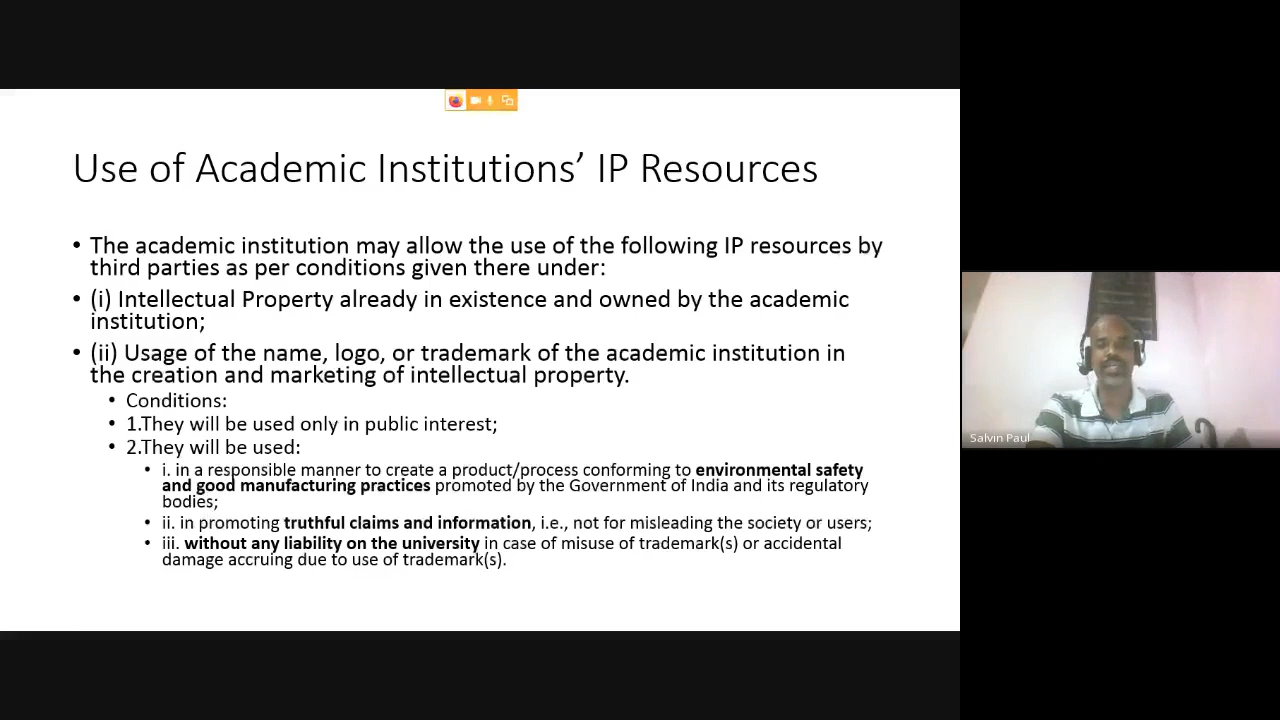 Use of Academic Institutions’ IP Resources
• The academic institution may allow the use of the following IP resources by
third parties as per conditions given there under:
• (i) Intellectual Property already in existence and owned by the academic
institution;
• (ii) Usage of the name, logo, or trademark of the academic institution in
the creation and marketing of intellectual property.
• Conditions:
• 1.They will be used only in public interest;
• 2.They will be used:
• i. in a responsible manner to create a product/process conforming to environmental safety
and good manufacturing practices promoted by the Government of India and its regulatory
bodies;
• ii. in promoting truthful claims and information, i.e., not for misleading the society or users;
• iii. without any liability on the university in case of misuse of trademark(s) or accidental
damage accruing due to use of trademark(s).
Salvin Paul